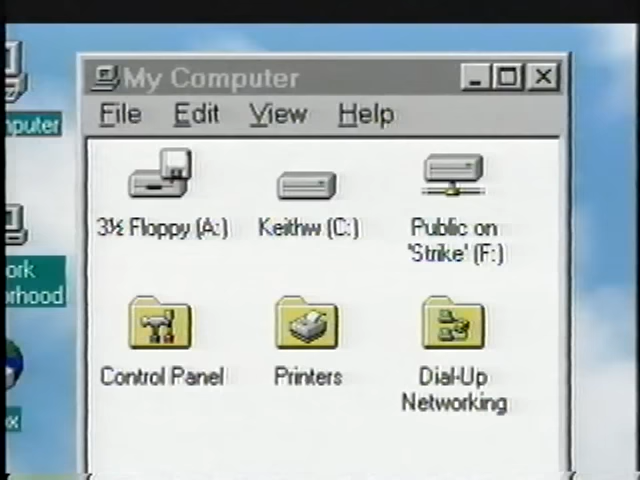 My Computer
File Edit View Help
mputer
3½ Floppy (A:)
Keithw (C:)
Public on
'Strike' (F:)
ork
orhood
Control Panel
Printers
Dial-Up
Networking
ox